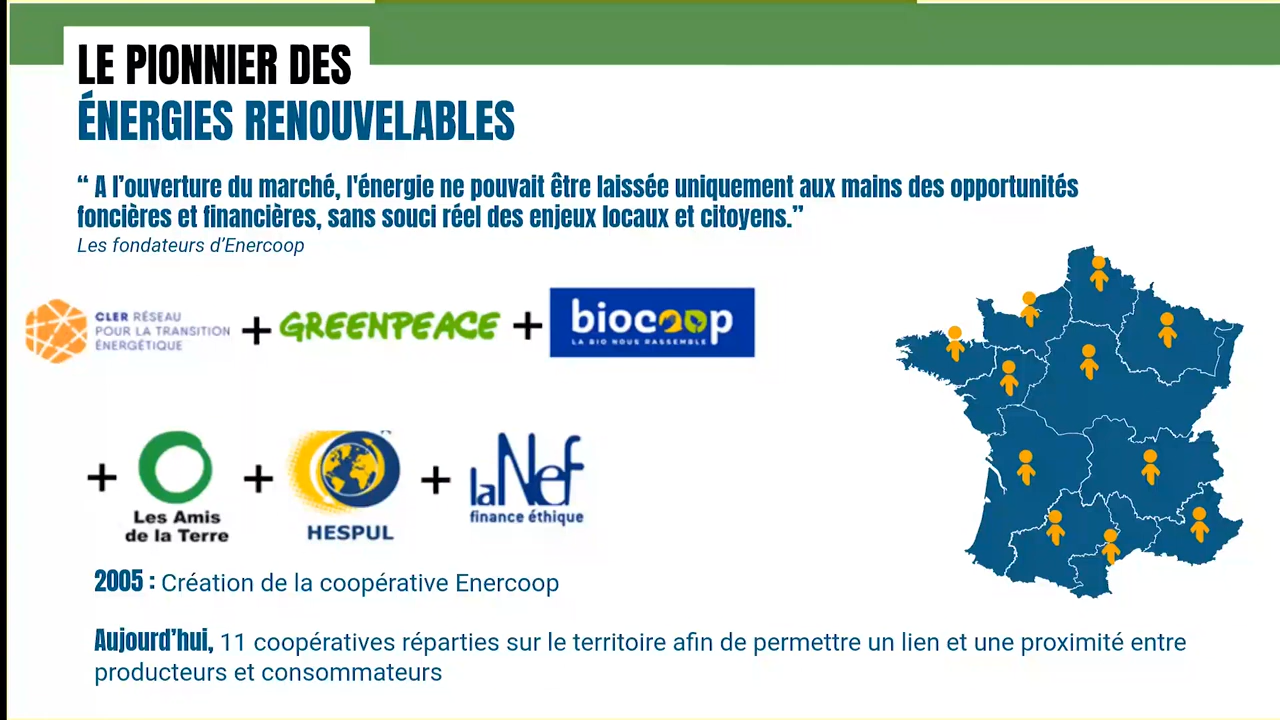 LE PIONNIER DES
ÉNERGIES RENOUVELABLES
“ A l’ouverture du marché, l'énergie ne pouvait être laissée uniquement aux mains des opportunités
foncières et financières, sans souci réel des enjeux locaux et citoyens.”
Les fondateurs d’Enercoop
CLER RÉSEAU
POUR LA TRANSITION
ÉNERGÉTIQUE
+ GREENPEACE + biocoop
LA BIO NOUS RASSEMBLE
+ Les Amis
de la Terre
+ HESPUL
+ la Nef
finance éthique
2005 : Création de la coopérative Enercoop
Aujourd’hui, 11 coopératives réparties sur le territoire afin de permettre un lien et une proximité entre
producteurs et consommateurs